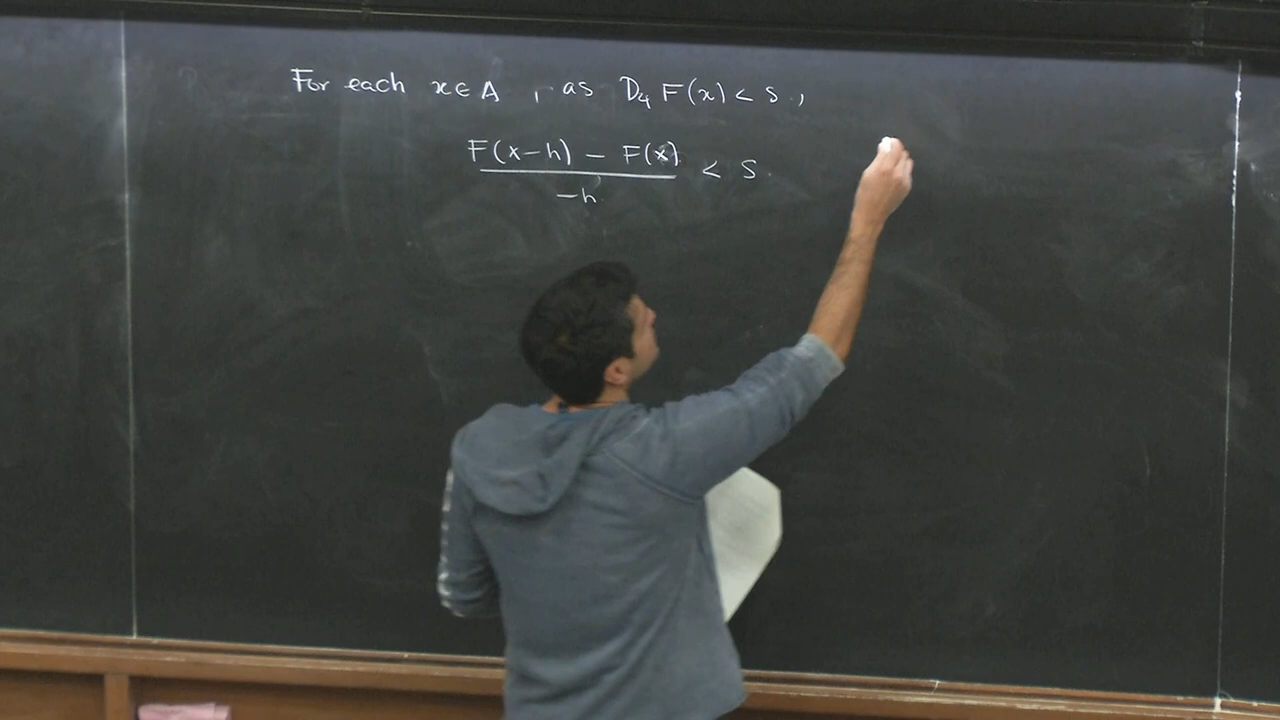 For each x ∈ A , as D₄ F(x) < s ,
(F(x-h) - F(x)) / -h < s